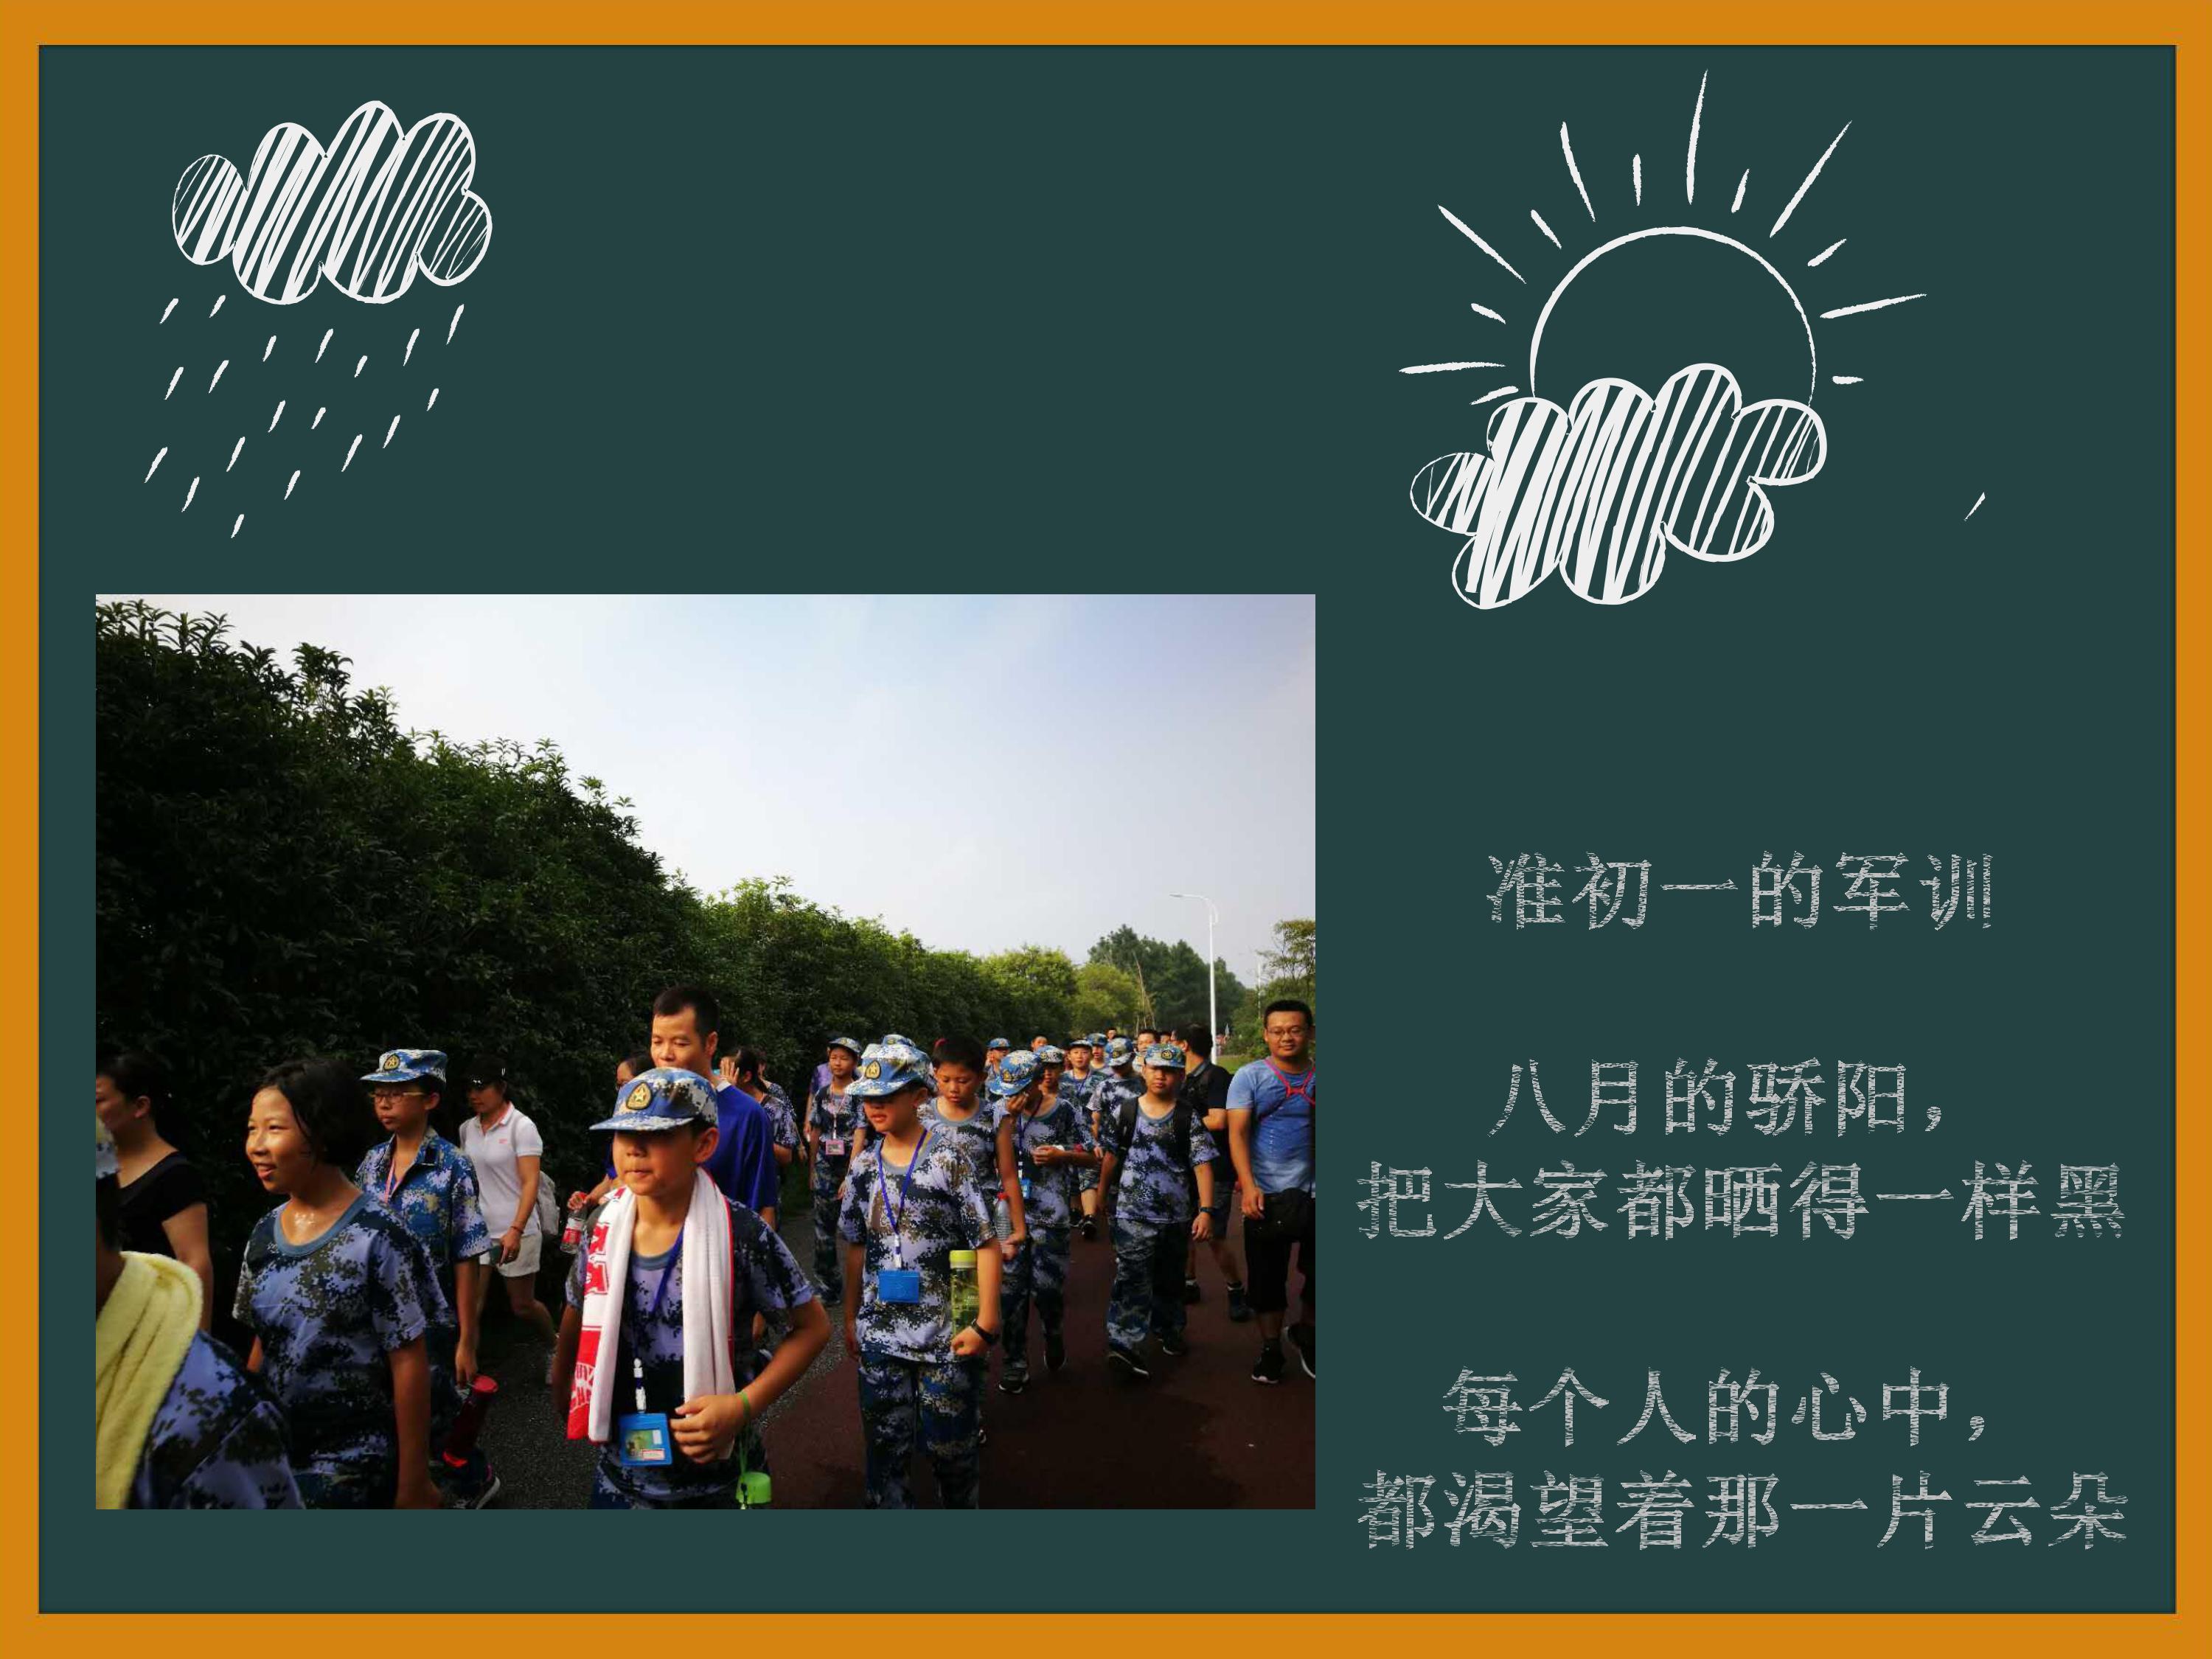 准初一的军训
八月的骄阳，
把大家都晒得一样黑
每个人的心中，
都渴望着那一片云朵